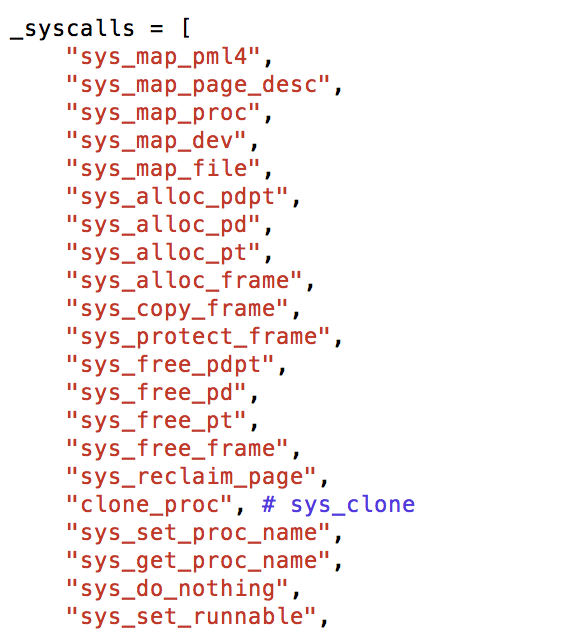 _syscalls = [
    "sys_map_pml4",
    "sys_map_page_desc",
    "sys_map_proc",
    "sys_map_dev",
    "sys_map_file",
    "sys_alloc_pdpt",
    "sys_alloc_pd",
    "sys_alloc_pt",
    "sys_alloc_frame",
    "sys_copy_frame",
    "sys_protect_frame",
    "sys_free_pdpt",
    "sys_free_pd",
    "sys_free_pt",
    "sys_free_frame",
    "sys_reclaim_page",
    "clone_proc", # sys_clone
    "sys_set_proc_name",
    "sys_get_proc_name",
    "sys_do_nothing",
    "sys_set_runnable",